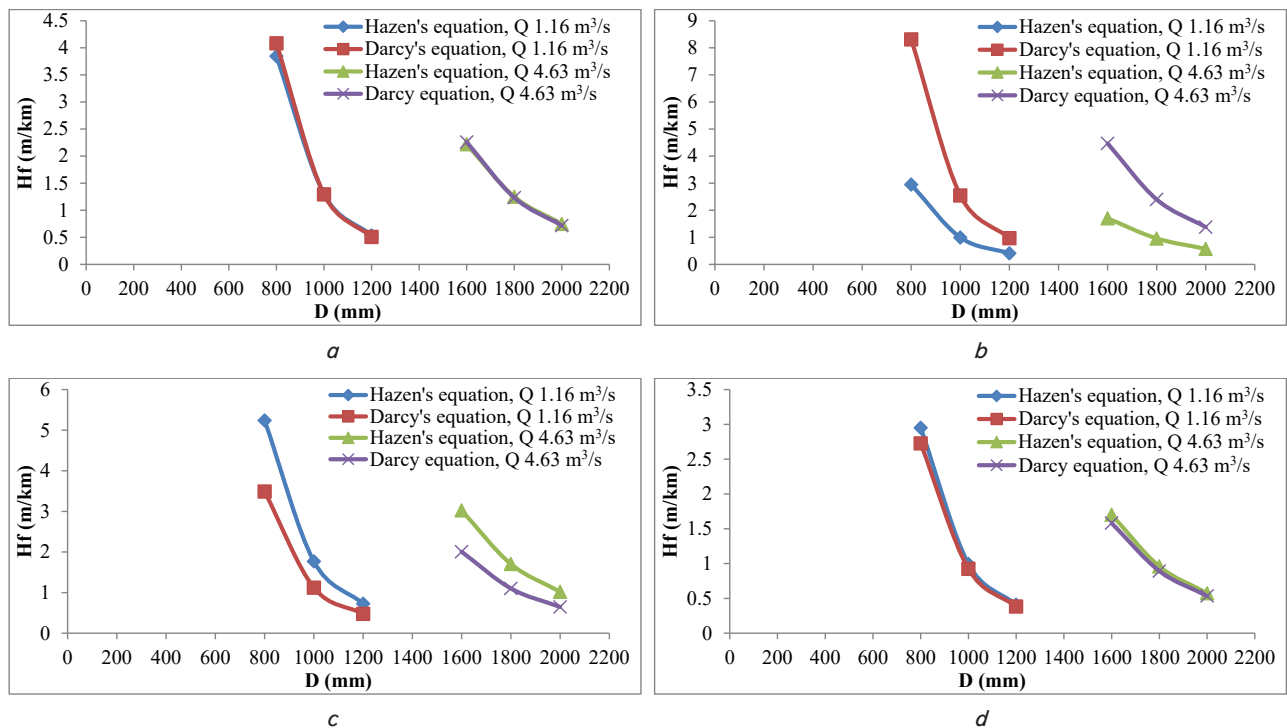 Hf (m/km)
4.5
4
3.5
3
2.5
2
1.5
1
0.5
0
0 200 400 600 800 1000 1200 1400 1600 1800 2000 2200
D (mm)
Hazen's equation, Q 1.16 m³/s
Darcy's equation, Q 1.16 m³/s
Hazen's equation, Q 4.63 m³/s
Darcy equation, Q 4.63 m³/s
a
Hf (m/km)
9
8
7
6
5
4
3
2
1
0
0 200 400 600 800 1000 1200 1400 1600 1800 2000 2200
D (mm)
Hazen's equation, Q 1.16 m³/s
Darcy's equation, Q 1.16 m³/s
Hazen's equation, Q 4.63 m³/s
Darcy equation, Q 4.63 m³/s
b
Hf (m/km)
6
5
4
3
2
1
0
0 200 400 600 800 1000 1200 1400 1600 1800 2000 2200
D (mm)
Hazen's equation, Q 1.16 m³/s
Darcy's equation, Q 1.16 m³/s
Hazen's equation, Q 4.63 m³/s
Darcy equation, Q 4.63 m³/s
c
Hf (m/km)
3.5
3
2.5
2
1.5
1
0.5
0
0 200 400 600 800 1000 1200 1400 1600 1800 2000 2200
D (mm)
Hazen's equation, Q 1.16 m³/s
Darcy's equation, Q 1.16 m³/s
Hazen's equation, Q 4.63 m³/s
Darcy equation, Q 4.63 m³/s
d